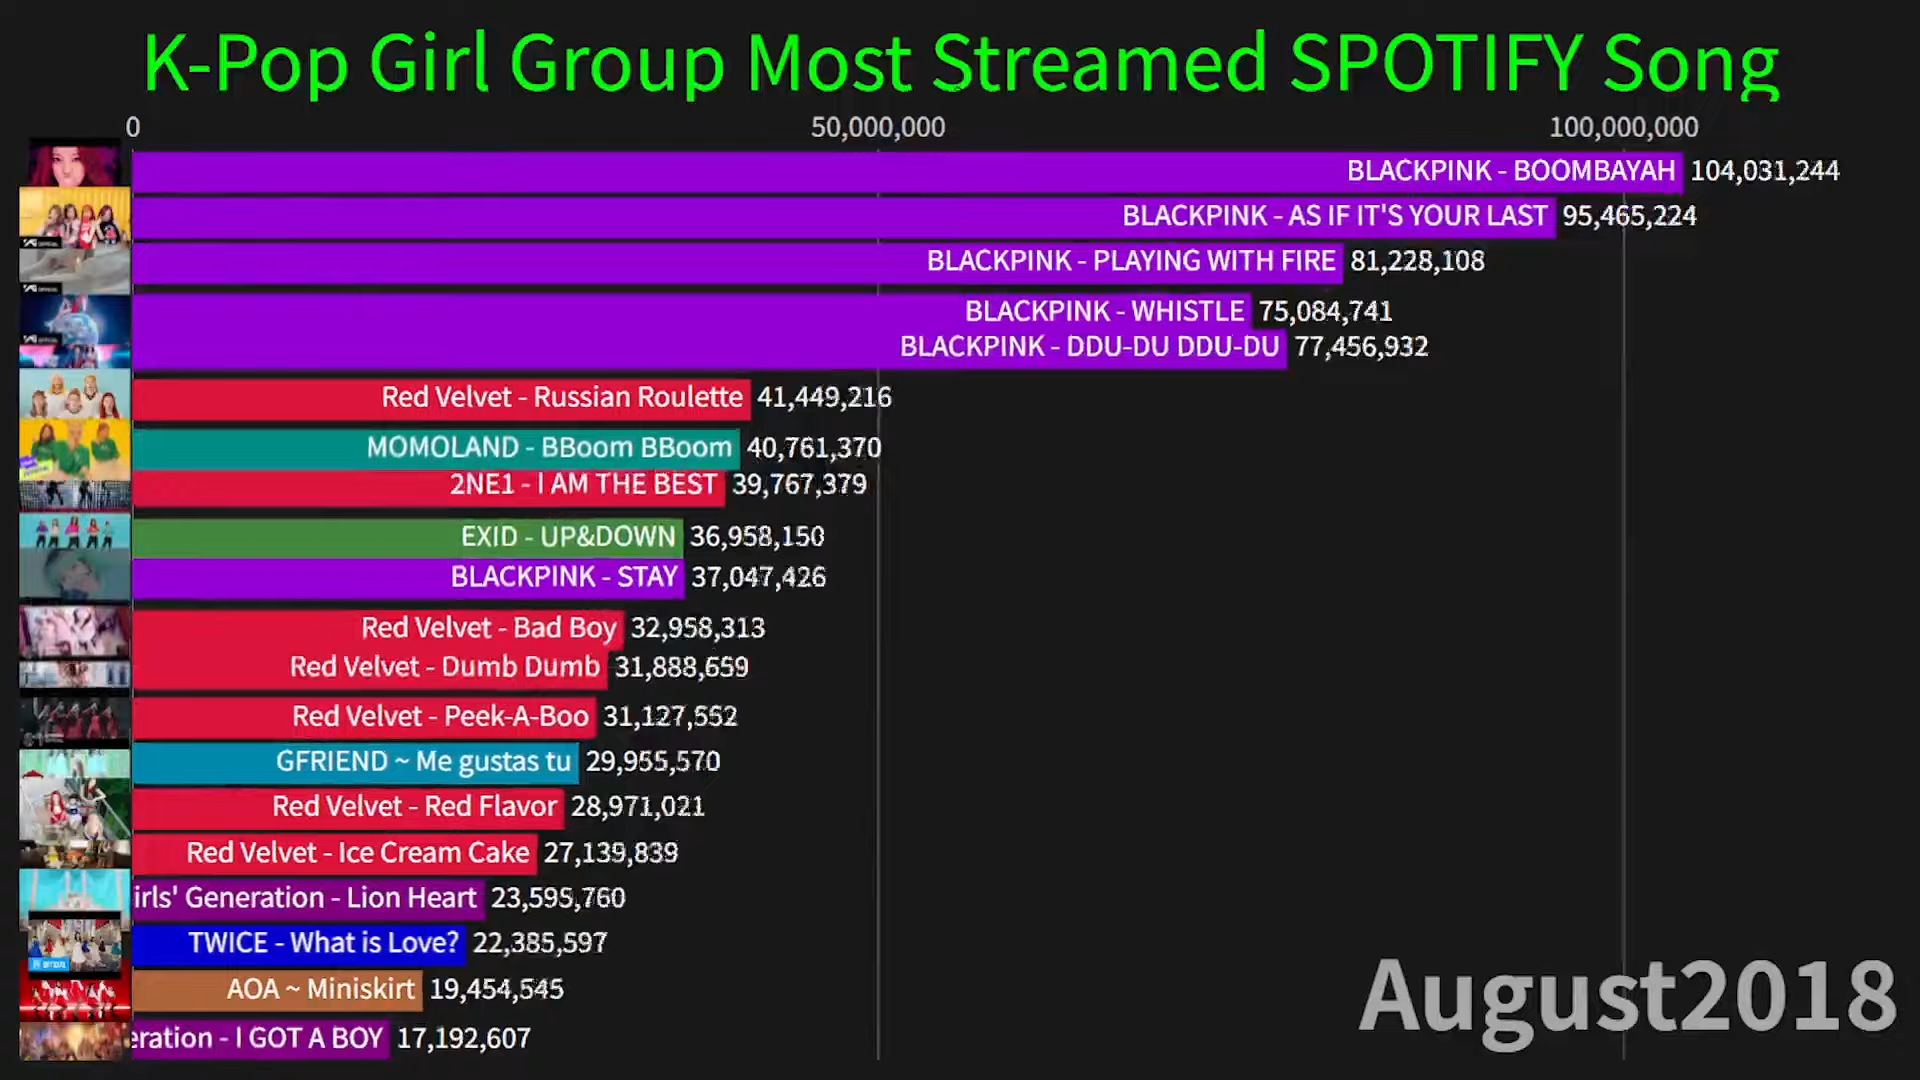 K-Pop Girl Group Most Streamed SPOTIFY Song
0 50,000,000 100,000,000
BLACKPINK - BOOMBAYAH 104,031,244
BLACKPINK - AS IF IT'S YOUR LAST 95,465,224
BLACKPINK - PLAYING WITH FIRE 81,228,108
BLACKPINK - WHISTLE 75,084,741
BLACKPINK - DDU-DU DDU-DU 77,456,932
Red Velvet - Russian Roulette 41,449,216
MOMOLAND - BBoom BBoom 40,761,370
2NE1 - I AM THE BEST 39,767,379
EXID - UP&DOWN 36,958,150
BLACKPINK - STAY 37,047,426
Red Velvet - Bad Boy 32,958,313
Red Velvet - Dumb Dumb 31,888,659
Red Velvet - Peek-A-Boo 31,127,552
GFRIEND ~ Me gustas tu 29,955,570
Red Velvet - Red Flavor 28,971,021
Red Velvet - Ice Cream Cake 27,139,839
irls' Generation - Lion Heart 23,595,760
TWICE - What is Love? 22,385,597
AOA ~ Miniskirt 19,454,545
eration - I GOT A BOY 17,192,607
August2018